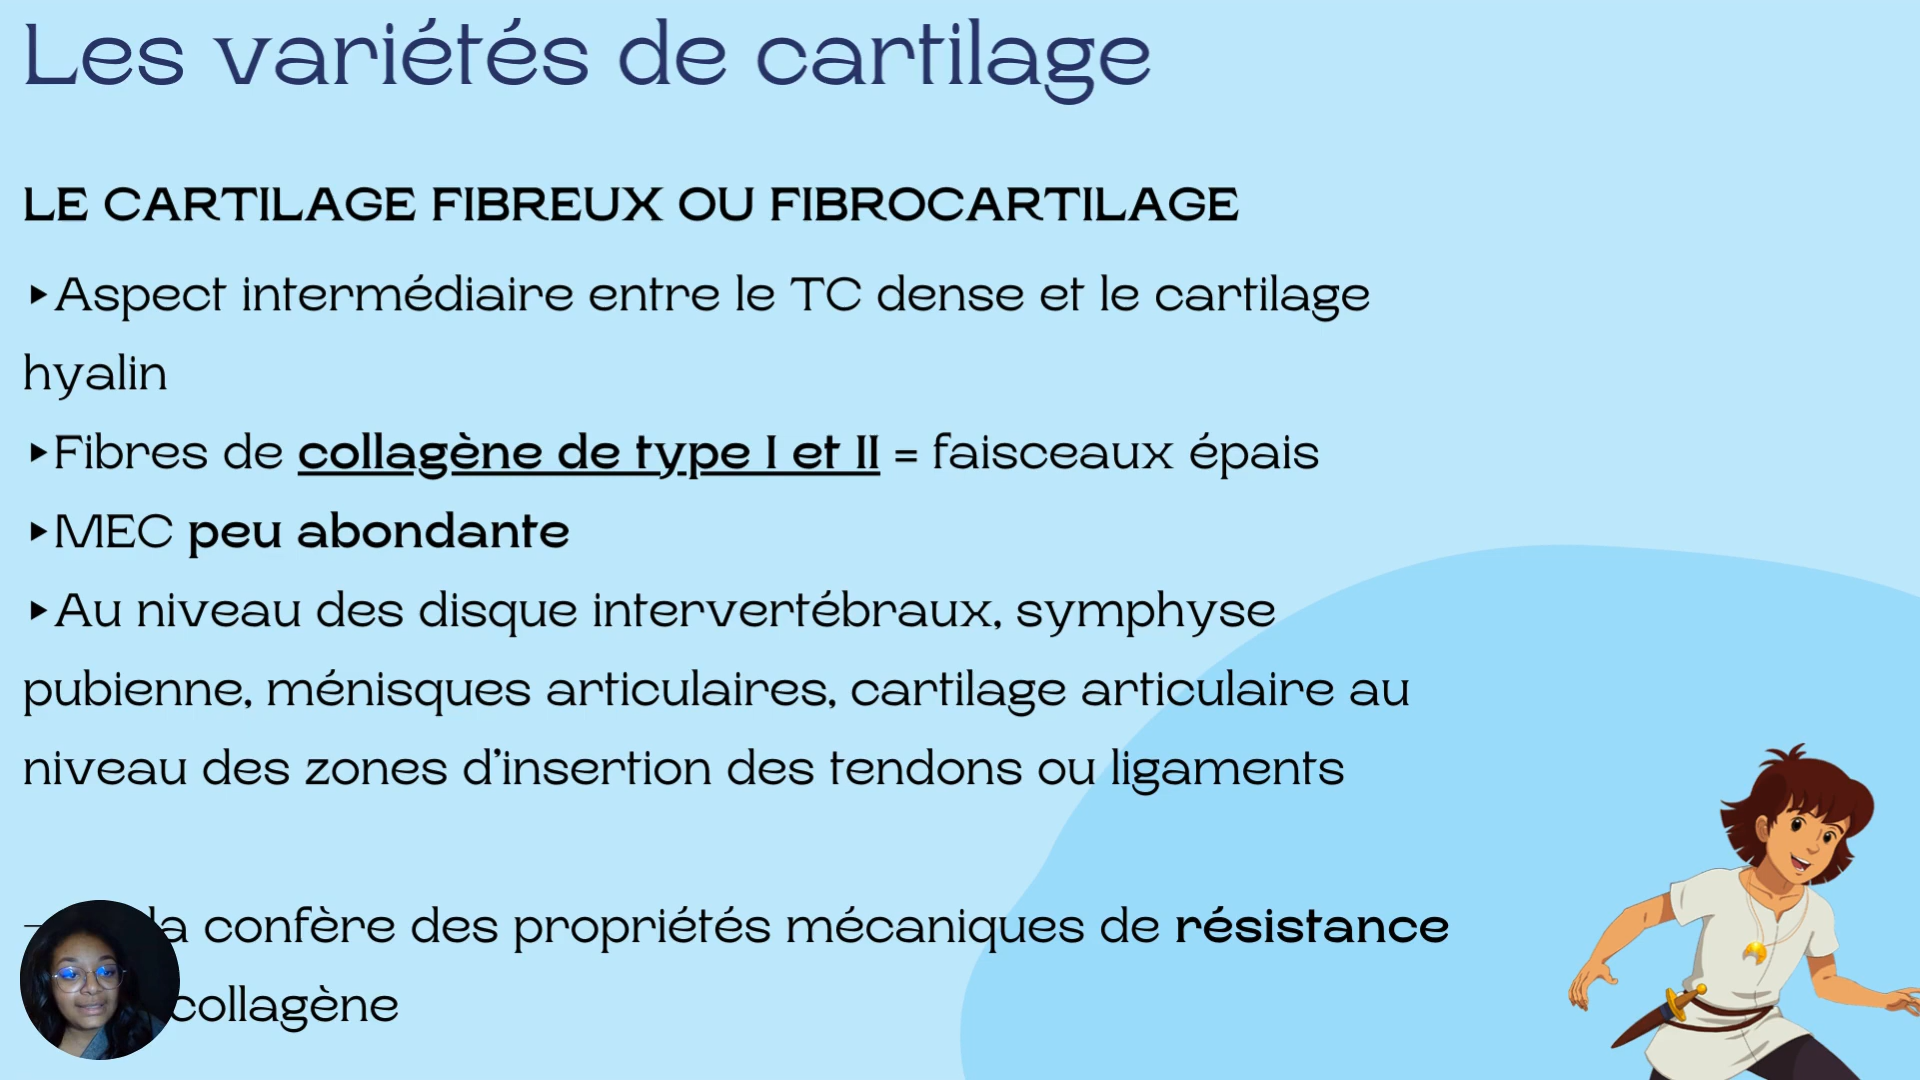 Les variétés de cartilage
LE CARTILAGE FIBREUX OU FIBROCARTILAGE
▸Aspect intermédiaire entre le TC dense et le cartilage
hyalin
▸Fibres de collagène de type I et II = faisceaux épais
▸MEC peu abondante
▸Au niveau des disque intervertébraux, symphyse
pubienne, ménisques articulaires, cartilage articulaire au
niveau des zones d'insertion des tendons ou ligaments
confère des propriétés mécaniques de résistance
collagène